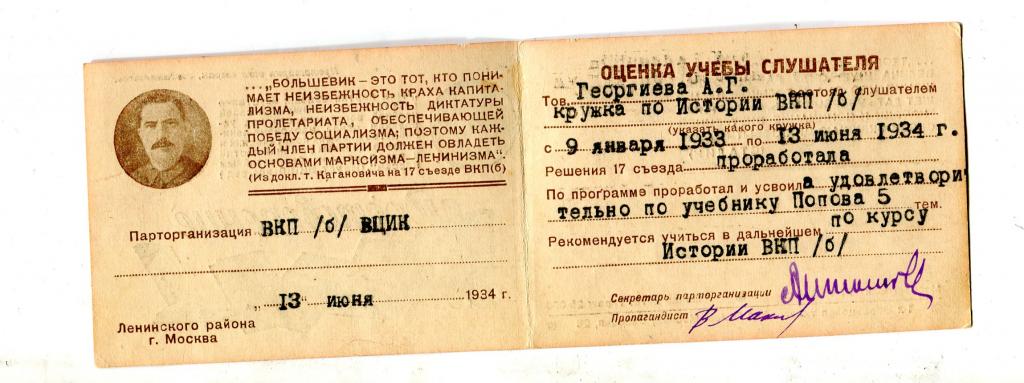 ..."БОЛЬШЕВИК – ЭТО ТОТ, КТО ПОНИ-
МАЕТ НЕИЗБЕЖНОСТЬ КРАХА КАПИТА-
ЛИЗМА, НЕИЗБЕЖНОСТЬ ДИКТАТУРЫ
ПРОЛЕТАРИАТА, ОБЕСПЕЧИВАЮЩЕЙ
ПОБЕДУ СОЦИАЛИЗМА; ПОЭТОМУ КАЖ-
ДЫЙ ЧЛЕН ПАРТИИ ДОЛЖЕН ОВЛАДЕТЬ
ОСНОВАМИ МАРКСИЗМА–ЛЕНИНИЗМА".
(Из докл. т. Кагановича на 17 съезде ВКП(б)
Парторганизация ВКП /б/ ВЦИК
„13" июня 1934 г.
Ленинского района
г. Москва
ОЦЕНКА УЧЕБЫ СЛУШАТЕЛЯ
Тов. Георгиева А.Г. состоя слушателем
кружка по Истории ВКП /б/
(указать какого кружка)
с 9 января 1933 по 13 июня 1934 г.
Решения 17 съезда проработала
По программе проработал и усвоил а удовлетвори
тельно по учебнику Попова 5 тем.
Рекомендуется учиться в дальнейшем по курсу
Истории ВКП /б/
Секретарь парторганизации
Пропагандист